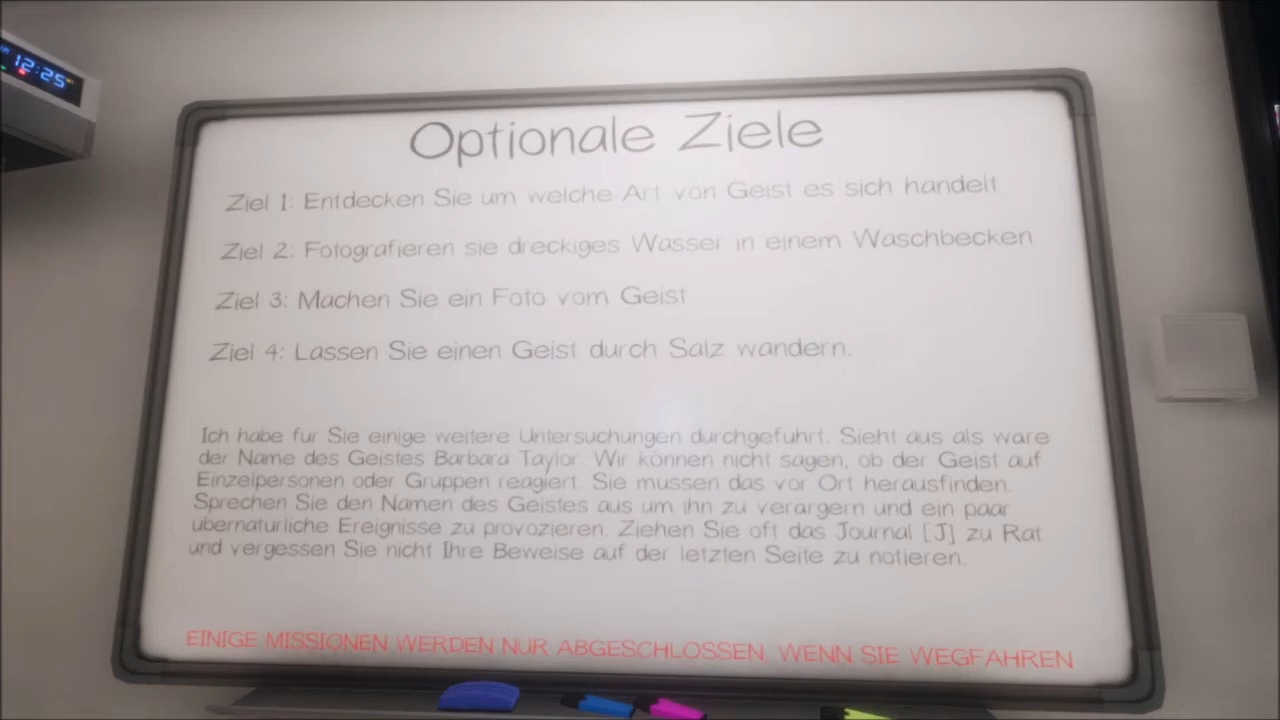 12:25
Optionale Ziele
Ziel 1: Entdecken Sie um welche Art von Geist es sich handelt
Ziel 2: Fotografieren sie dreckiges Wasser in einem Waschbecken
Ziel 3: Machen Sie ein Foto vom Geist
Ziel 4: Lassen Sie einen Geist durch Salz wandern.
Ich habe fur Sie einige weitere Untersuchungen durchgefuhrt. Sieht aus als ware
der Name des Geistes Barbara Taylor. Wir konnen nicht sagen, ob der Geist auf
Einzelpersonen oder Gruppen reagiert. Sie mussen das vor Ort herausfinden.
Sprechen Sie den Namen des Geistes aus um ihn zu verargern und ein paar
ubernaturliche Ereignisse zu provozieren. Ziehen Sie oft das Journal [J] zu Rat
und vergessen Sie nicht Ihre Beweise auf der letzten Seite zu notieren.
EINIGE MISSIONEN WERDEN NUR ABGESCHLOSSEN, WENN SIE WEGFAHREN